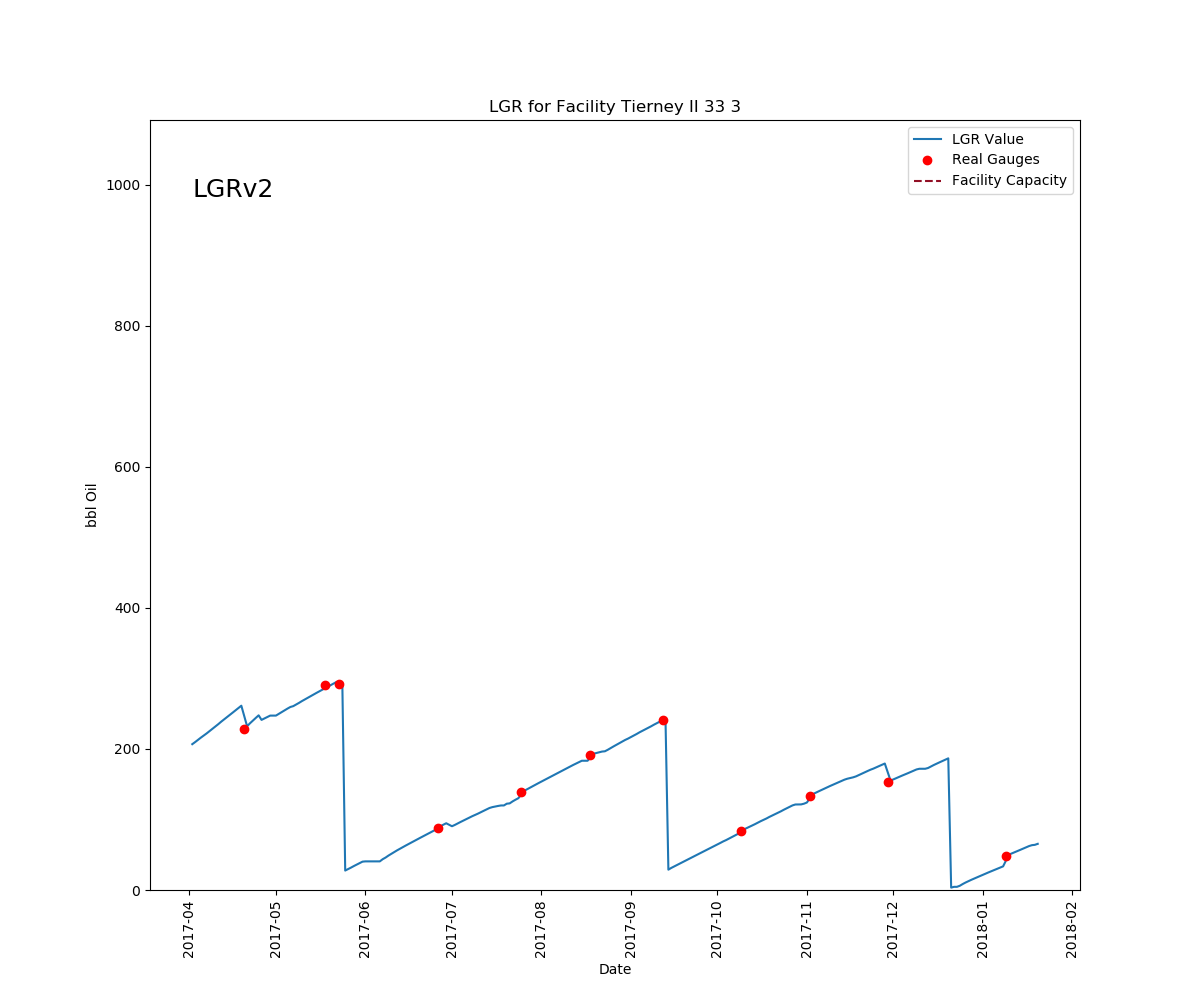 LGR for Facility Tierney II 33 3
LGRv2
LGR Value
Real Gauges
Facility Capacity
bbl Oil
1000
800
600
400
200
0
2017-04
2017-05
2017-06
2017-07
2017-08
2017-09
2017-10
2017-11
2017-12
2018-01
2018-02
Date